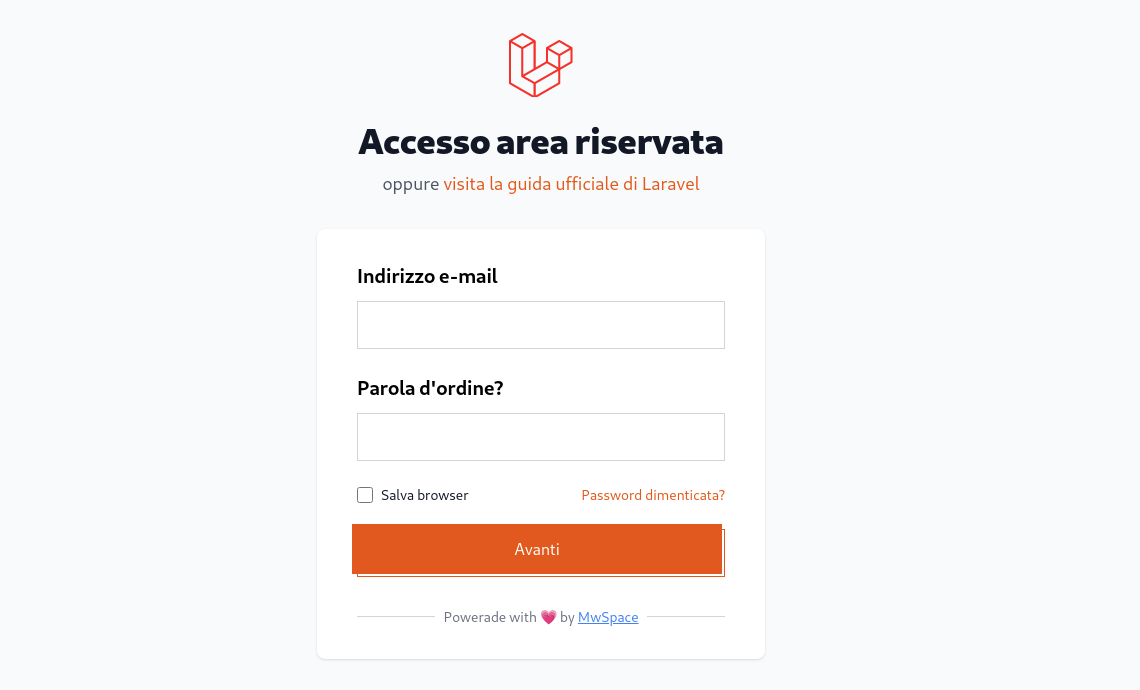 Accesso area riservata
oppure visita la guida ufficiale di Laravel
Indirizzo e-mail
Parola d'ordine?
Salva browser
Password dimenticata?
Avanti
Powerade with 💗 by MwSpace